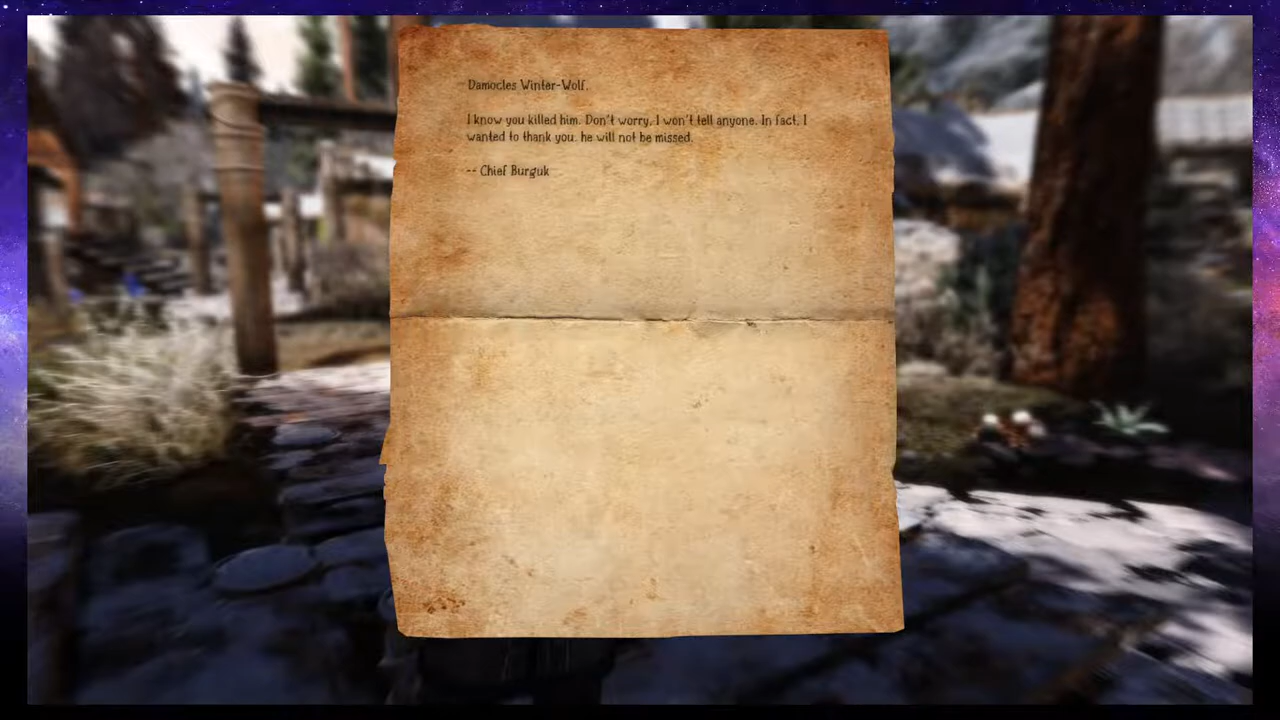 Damocles Winter-Wolf,
I know you killed him. Don't worry, I won't tell anyone. In fact, I
wanted to thank you, he will not be missed.
-- Chief Burguk